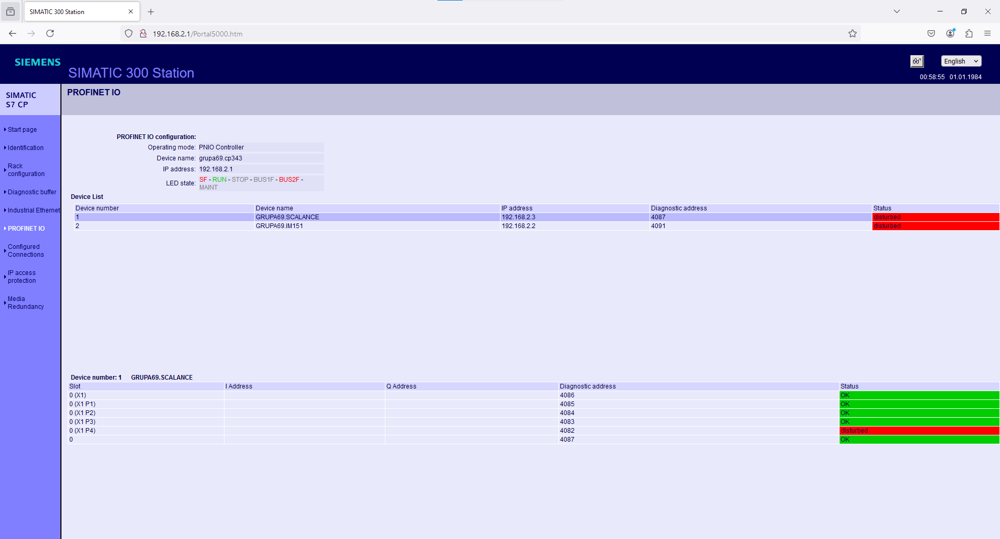 SIMATIC 300 Station
192.168.2.1/Portal5000.htm
SIEMENS
SIMATIC 300 Station
English
00:58:55 01.01.1984
SIMATIC
S7 CP
PROFINET IO
Start page
Identification
Rack
configuration
Diagnostic buffer
Industrial Ethernet
PROFINET IO
Configured
Connections
IP access
protection
Media
Redundancy
PROFINET IO configuration:
Operating mode: PNIO Controller
Device name: grupa69.cp343
IP address: 192.168.2.1
LED state: SF - RUN - STOP - BUS1F - BUS2F -
MAINT
Device List
Device number Device name IP address Diagnostic address Status
1 GRUPA69.SCALANCE 192.168.2.3 4087 disturbed
2 GRUPA69.IM151 192.168.2.2 4091 disturbed
Device number: 1 GRUPA69.SCALANCE
Slot I Address Q Address Diagnostic address Status
0 (X1) 4086 OK
0 (X1 P1) 4085 OK
0 (X1 P2) 4084 OK
0 (X1 P3) 4083 OK
0 (X1 P4) 4082 disturbed
0 4087 OK